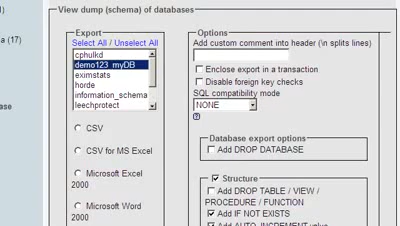 View dump (schema) of databases
a (17)
ase
Export
Select All / Unselect All
cphulkd
demo123_myDB
eximstats
horde
information_schema
leechprotect
CSV
CSV for MS Excel
Microsoft Excel
2000
Microsoft Word
2000
Options
Add custom comment into header (\n splits lines)
Enclose export in a transaction
Disable foreign key checks
SQL compatibility mode
NONE
Database export options
Add DROP DATABASE
Structure
Add DROP TABLE / VIEW /
PROCEDURE / FUNCTION
Add IF NOT EXISTS
Add AUTO_INCREMENT value